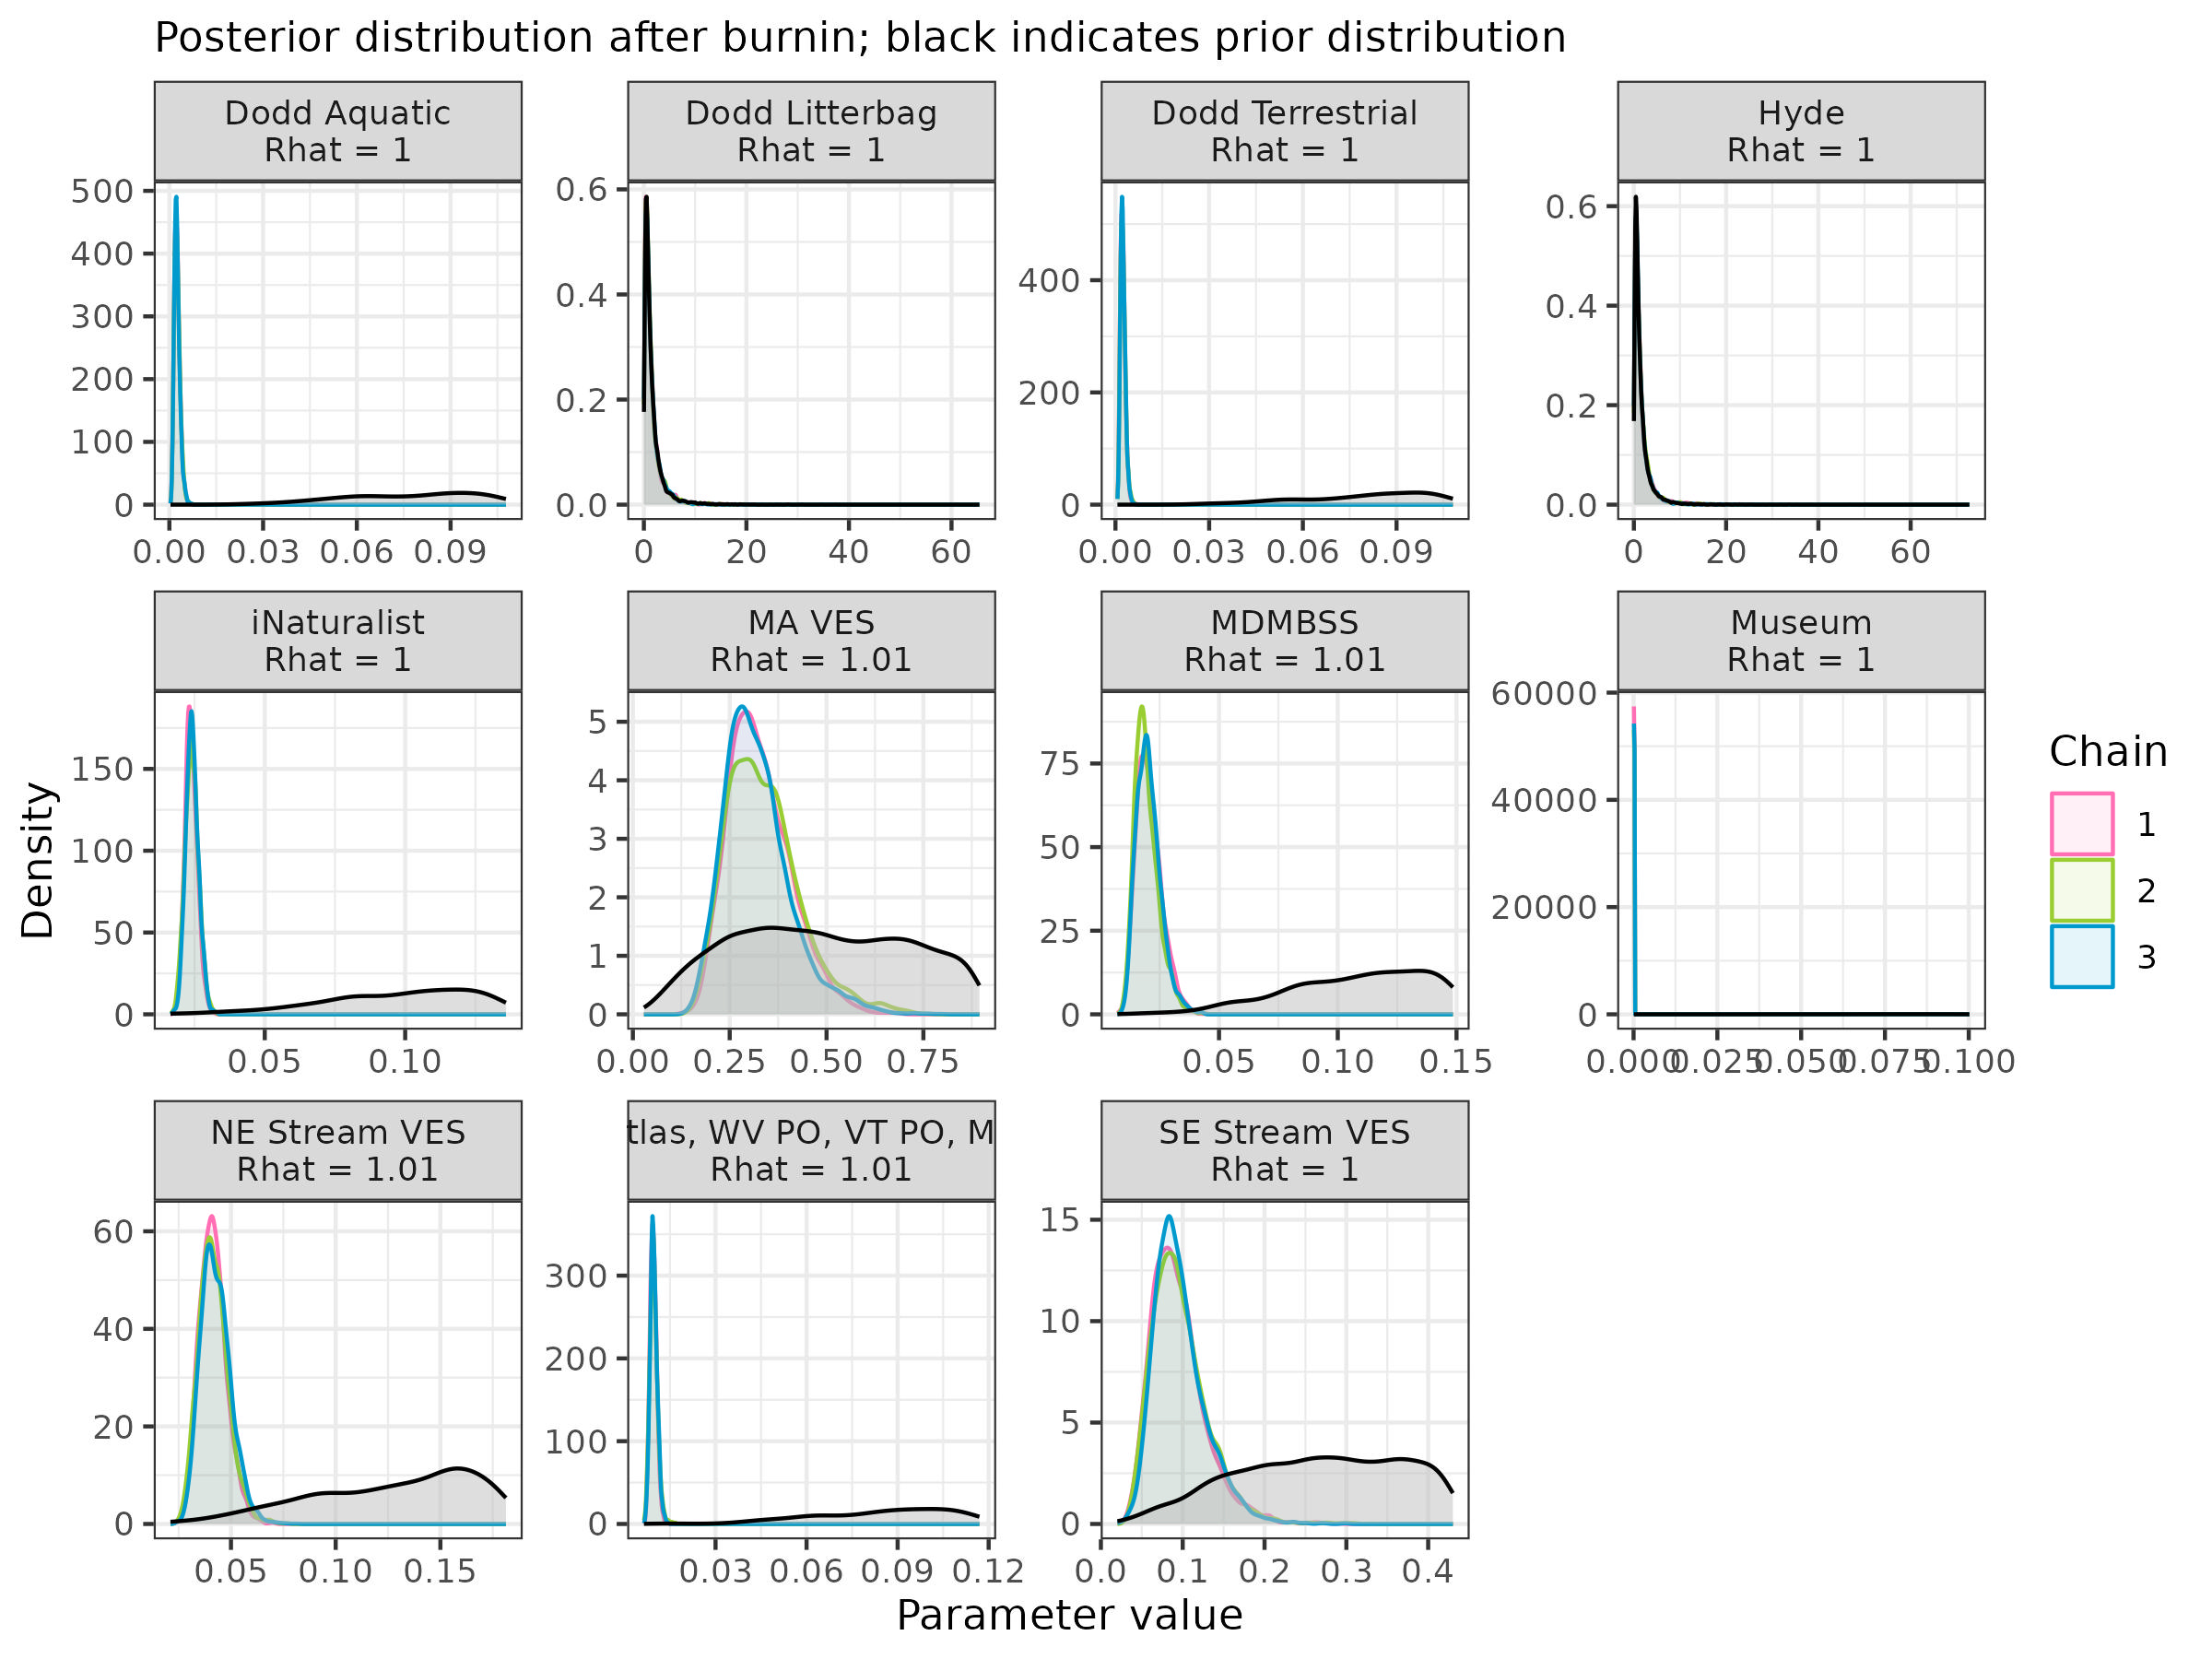 Posterior distribution after burnin; black indicates prior distribution
Dodd Aquatic
Rhat = 1
Dodd Litterbag
Rhat = 1
Dodd Terrestrial
Rhat = 1
Hyde
Rhat = 1
500
400
300
200
100
0
0.00 0.03 0.06 0.09
0.6
0.4
0.2
0.0
0 20 40 60
400
200
0
0.00 0.03 0.06 0.09
0.6
0.4
0.2
0.0
0 20 40 60
iNaturalist
Rhat = 1
MA VES
Rhat = 1.01
MDMBSS
Rhat = 1.01
Museum
Rhat = 1
150
100
50
0
0.05 0.10
5
4
3
2
1
0
0.00 0.25 0.50 0.75
75
50
25
0
0.05 0.10 0.15
60000
40000
20000
0
0.000 0.025 0.050 0.075 0.100
NE Stream VES
Rhat = 1.01
tlas, WV PO, VT PO, M
Rhat = 1.01
SE Stream VES
Rhat = 1
60
40
20
0
0.05 0.10 0.15
300
200
100
0
0.03 0.06 0.09 0.12
15
10
5
0
0.0 0.1 0.2 0.3 0.4
Density
Parameter value
Chain
1
2
3